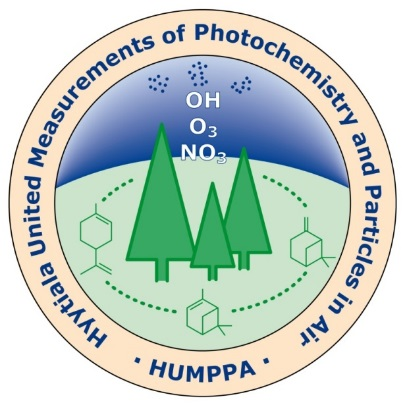 Hyytiala United Measurements of Photochemistry and Particles in Air
OH
O₃
NO₃
· HUMPPA ·